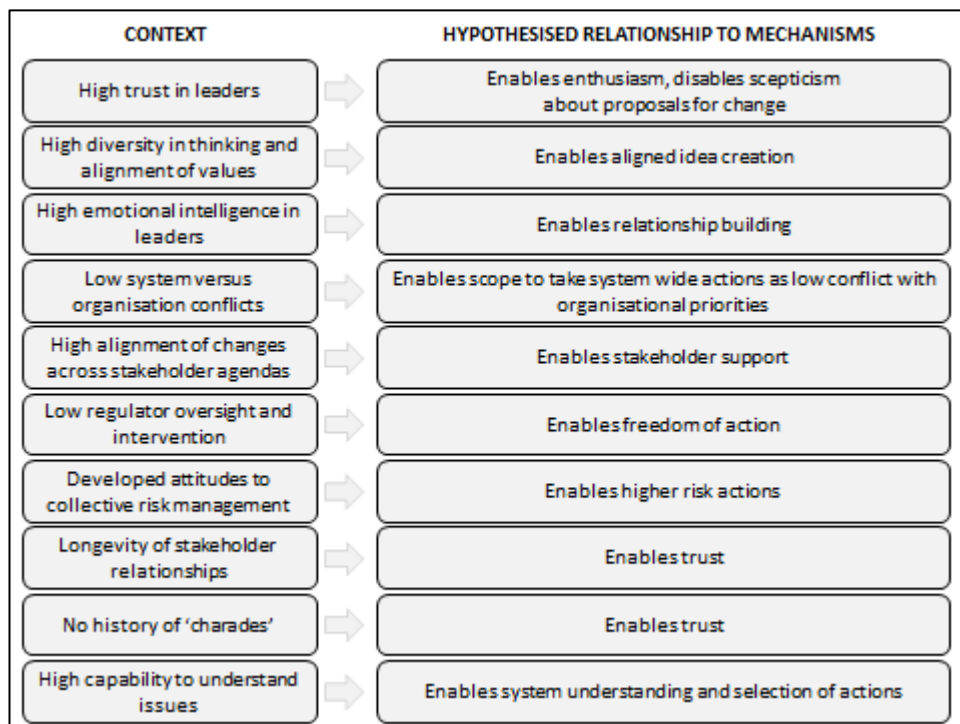 CONTEXT
HYPOTHESISED RELATIONSHIP TO MECHANISMS
High trust in leaders
Enables enthusiasm, disables scepticism
about proposals for change
High diversity in thinking and
alignment of values
Enables aligned idea creation
High emotional intelligence in
leaders
Enables relationship building
Low system versus
organisation conflicts
Enables scope to take system wide actions as low conflict with
organisational priorities
High alignment of changes
across stakeholder agendas
Enables stakeholder support
Low regulator oversight and
intervention
Enables freedom of action
Developed attitudes to
collective risk management
Enables higher risk actions
Longevity of stakeholder
relationships
Enables trust
No history of ‘charades’
Enables trust
High capability to understand
issues
Enables system understanding and selection of actions